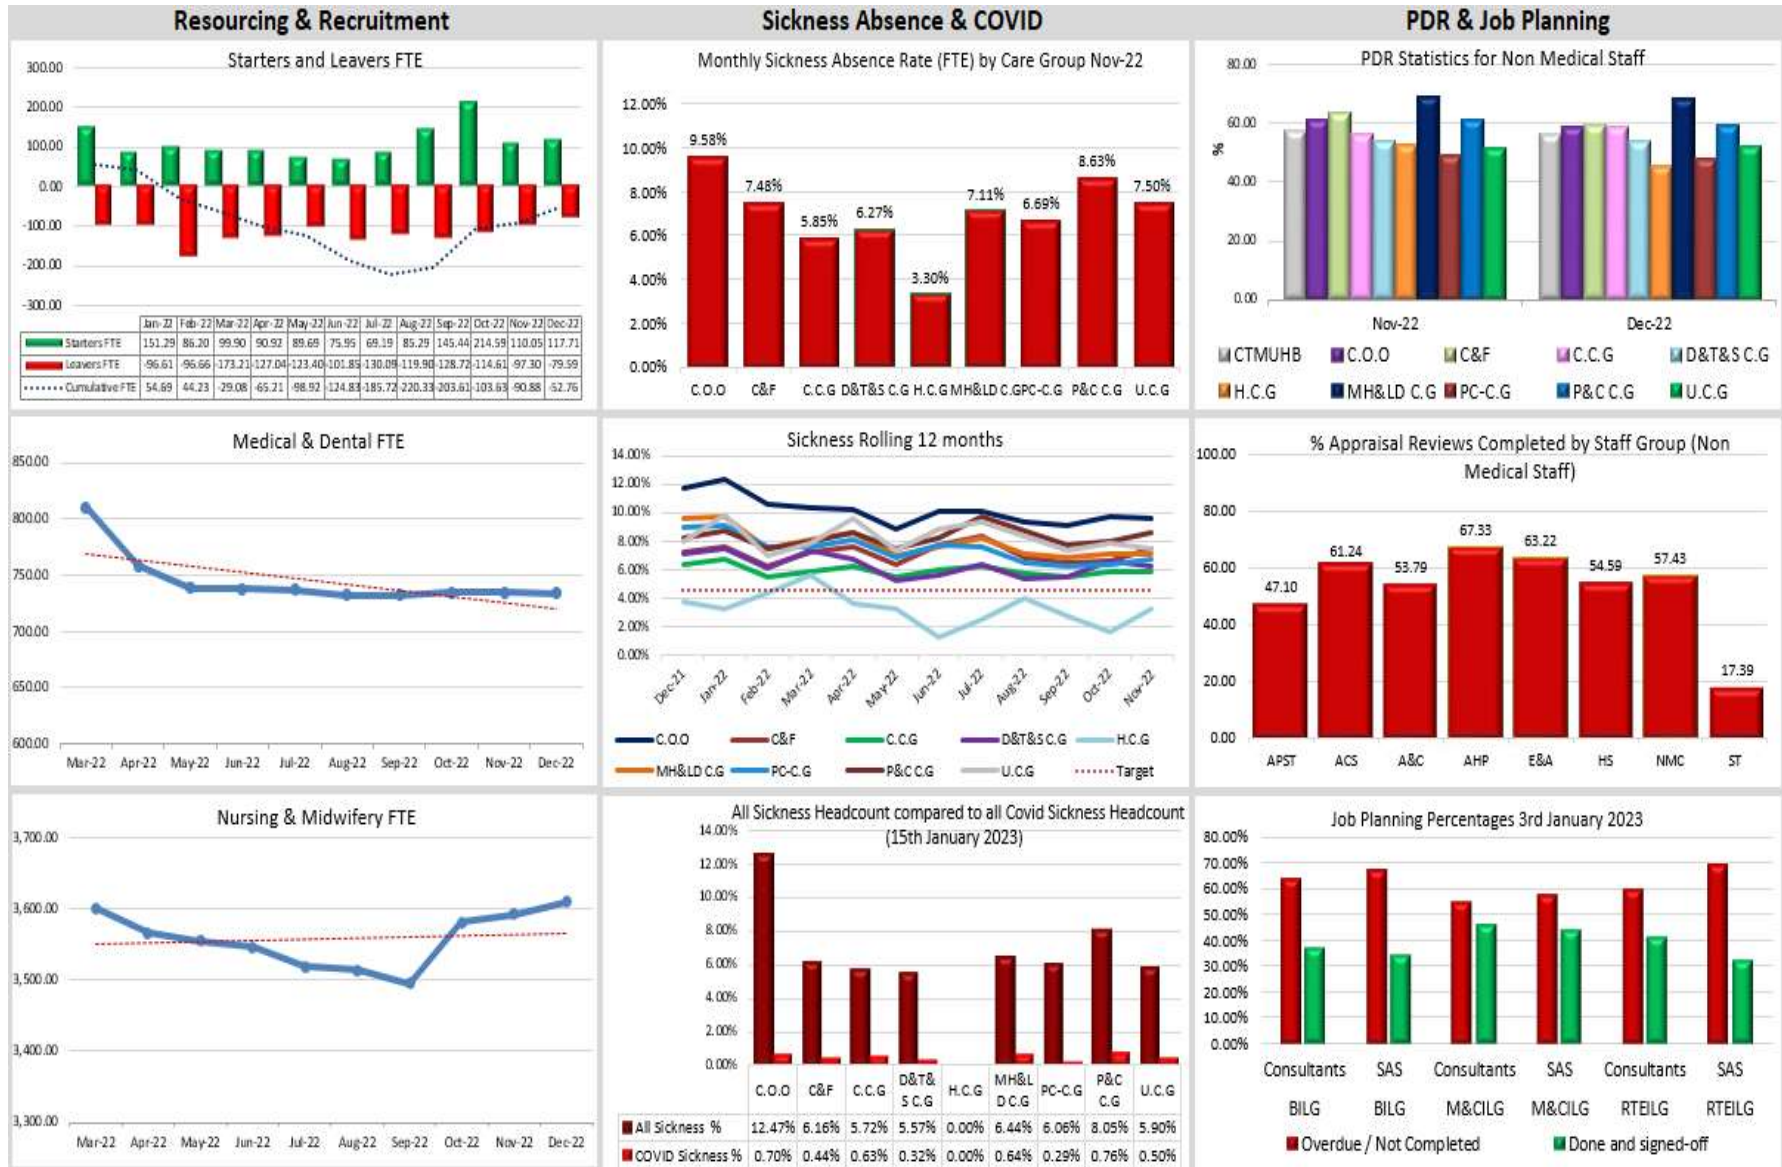 Resourcing & Recruitment
Starters and Leavers FTE
300.00
200.00
100.00
0.00
-100.00
-200.00
-300.00
Jan-22 Feb-22 Mar-22 Apr-22 May-22 Jun-22 Jul-22 Aug-22 Sep-22 Oct-22 Nov-22 Dec-22
Starters FTE 151.29 86.20 99.90 90.92 89.69 75.95 69.19 85.29 145.44 214.59 110.05 117.71
Leavers FTE -96.61 -96.66 -173.21 -127.04 -123.40 -101.85 -130.09 -119.90 -128.72 -114.61 -97.30 -79.59
Cumulative FTE 54.69 44.23 -29.08 -65.21 -98.92 -124.83 -185.72 -220.33 -203.61 -103.63 -90.88 -52.76
Medical & Dental FTE
850.00
800.00
750.00
700.00
650.00
600.00
Mar-22 Apr-22 May-22 Jun-22 Jul-22 Aug-22 Sep-22 Oct-22 Nov-22 Dec-22
Nursing & Midwifery FTE
3,700.00
3,600.00
3,500.00
3,400.00
3,300.00
Mar-22 Apr-22 May-22 Jun-22 Jul-22 Aug-22 Sep-22 Oct-22 Nov-22 Dec-22
Sickness Absence & COVID
Monthly Sickness Absence Rate (FTE) by Care Group Nov-22
12.00%
10.00%
8.00%
6.00%
4.00%
2.00%
0.00%
9.58% 7.48% 5.85% 6.27% 3.30% 7.11% 6.69% 8.63% 7.50%
C.O.O C&F C.C.G D&T&S C.G H.C.G MH&LD C.G PC-C.G P&C C.G U.C.G
Sickness Rolling 12 months
14.00%
12.00%
10.00%
8.00%
6.00%
4.00%
2.00%
0.00%
Dec-21 Jan-22 Feb-22 Mar-22 Apr-22 May-22 Jun-22 Jul-22 Aug-22 Sep-22 Oct-22 Nov-22
C.O.O C&F C.C.G D&T&S C.G H.C.G
MH&LD C.G PC-C.G P&C C.G U.C.G Target
All Sickness Headcount compared to all Covid Sickness Headcount
(15th January 2023)
14.00%
12.00%
10.00%
8.00%
6.00%
4.00%
2.00%
0.00%
C.O.O C&F C.C.G D&T&S C.G H.C.G MH&LD C.G PC-C.G P&C C.G U.C.G
All Sickness % 12.47% 6.16% 5.72% 5.57% 0.00% 6.44% 6.06% 8.05% 5.90%
COVID Sickness % 0.70% 0.44% 0.63% 0.32% 0.00% 0.64% 0.29% 0.76% 0.50%
PDR & Job Planning
PDR Statistics for Non Medical Staff
80.00
60.00
%
40.00
20.00
0.00
Nov-22 Dec-22
CTMUHB C.O.O C&F C.C.G D&T&S C.G
H.C.G MH&LD C.G PC-C.G P&C C.G U.C.G
% Appraisal Reviews Completed by Staff Group (Non
Medical Staff)
100.00
80.00
60.00
40.00
20.00
0.00
47.10 61.24 53.79 67.33 63.22 54.59 57.43 17.39
APST ACS A&C AHP E&A HS NMC ST
Job Planning Percentages 3rd January 2023
80.00%
70.00%
60.00%
50.00%
40.00%
30.00%
20.00%
10.00%
0.00%
Consultants SAS Consultants SAS Consultants SAS
BILG BILG M&CILG M&CILG RTEILG RTEILG
Overdue / Not Completed Done and signed-off